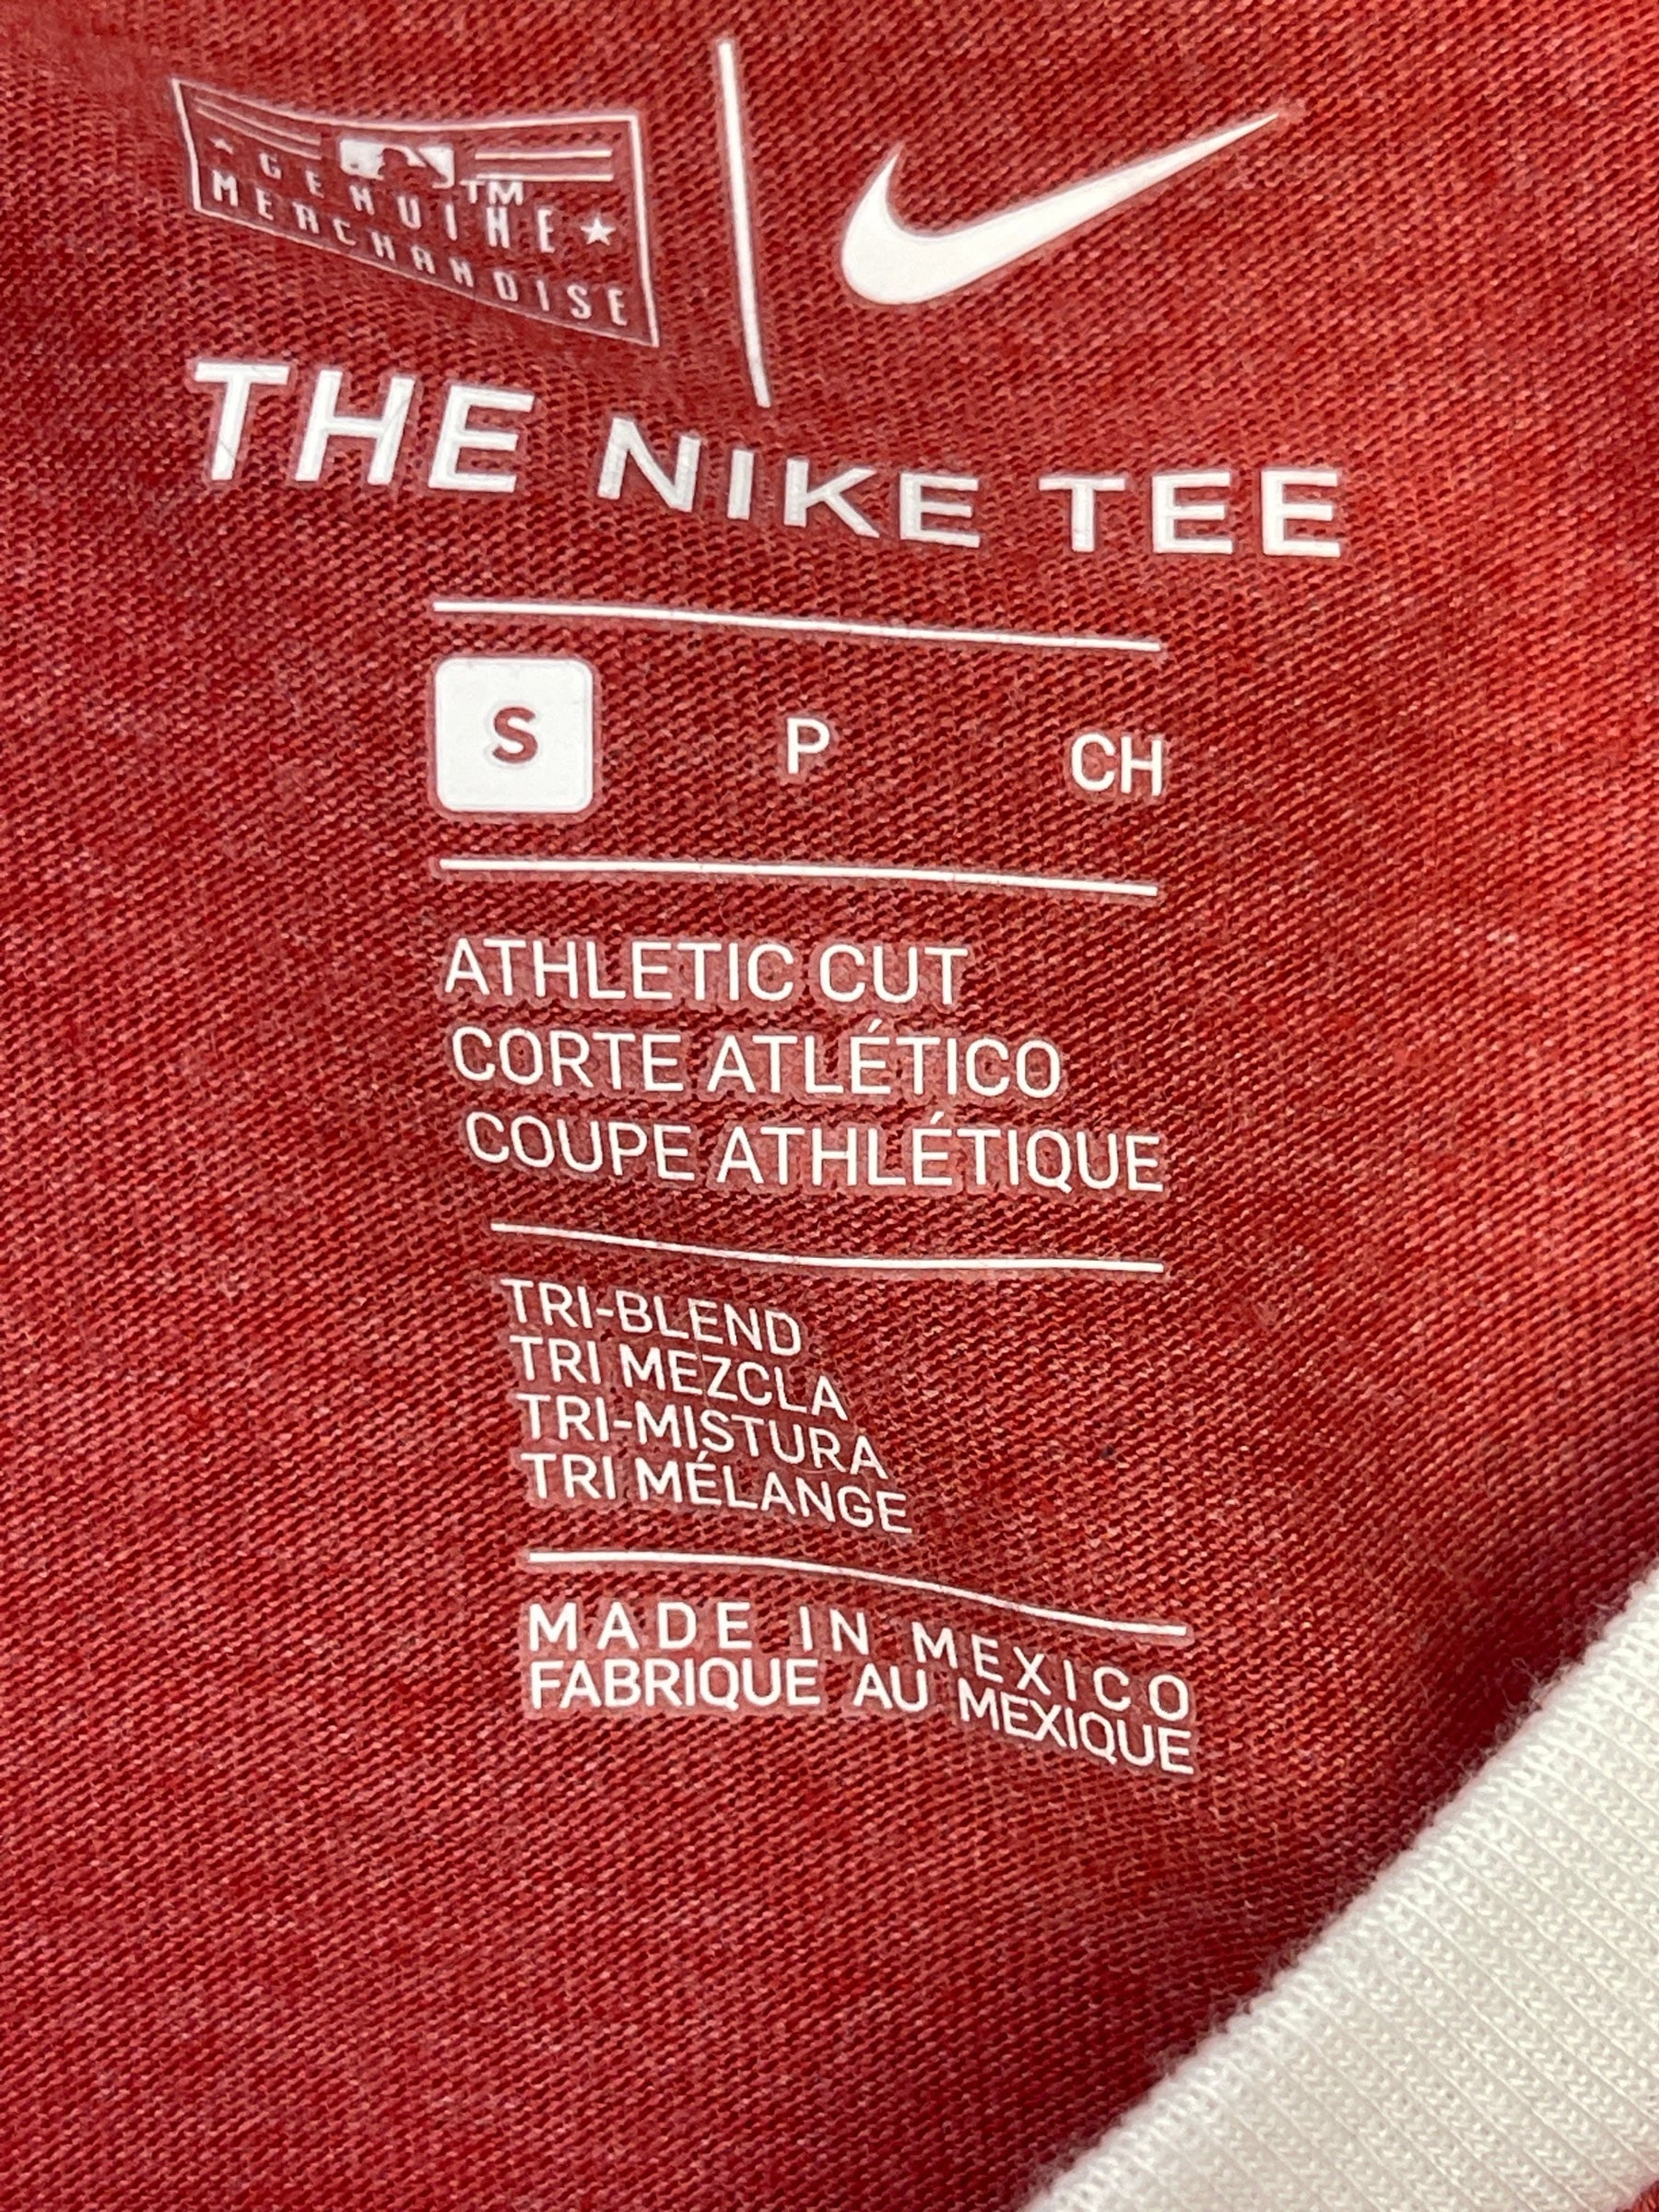 TM
★ GENUINE ★
MERCHANDISE
THE NIKE TEE
S P CH
ATHLETIC CUT
CORTE ATLÉTICO
COUPE ATHLÉTIQUE
TRI-BLEND
TRI MEZCLA
TRI-MISTURA
TRI MÉLANGE
MADE IN MEXICO
FABRIQUE AU MEXIQUE